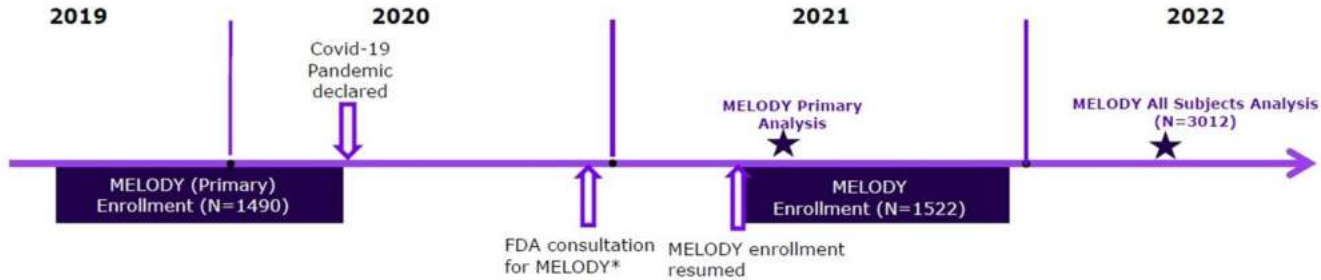 2019
2020
2021
2022
Covid-19
Pandemic
declared
MELODY Primary
Analysis
MELODY All Subjects Analysis
(N=3012)
MELODY (Primary)
Enrollment (N=1490)
MELODY
Enrollment (N=1522)
FDA consultation
for MELODY*
MELODY enrollment
resumed